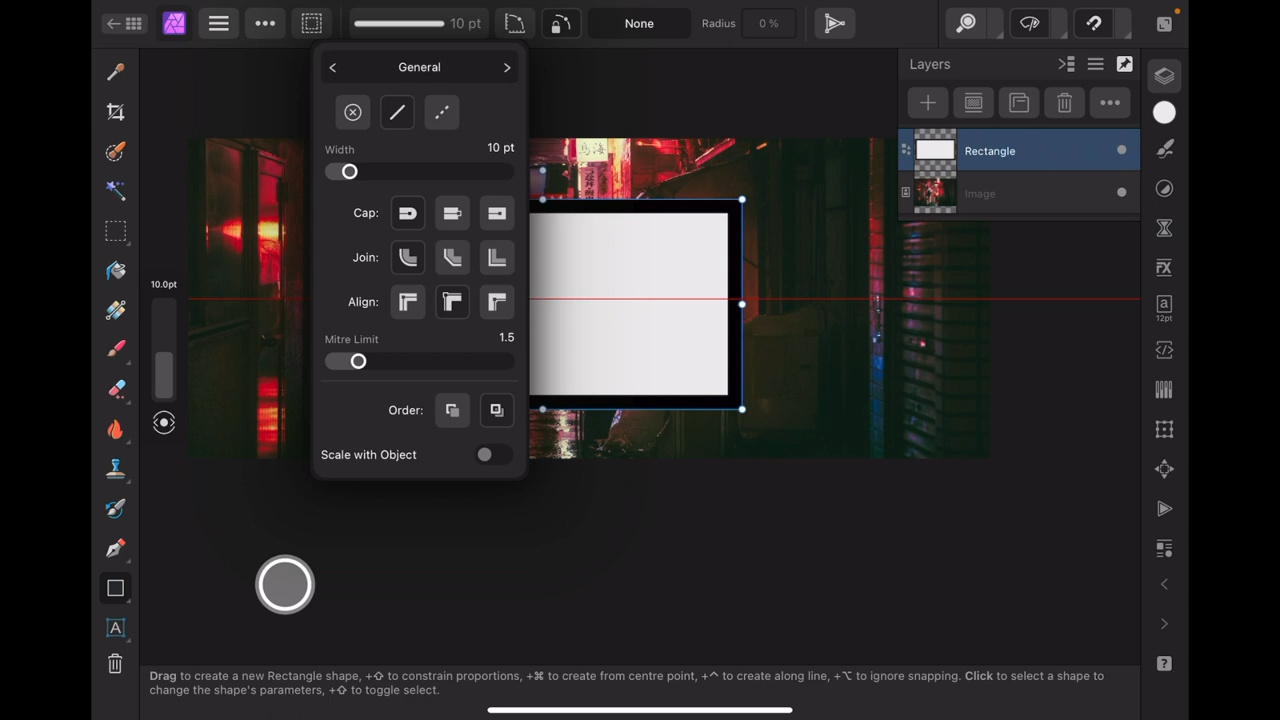 10 pt
None
Radius
0 %
General
Layers
Width
10 pt
Rectangle
Image
Cap:
Join:
10.0pt
Align:
12pt
Mitre Limit
1.5
Order:
Scale with Object
A
Drag to create a new Rectangle shape, +⇧ to constrain proportions, +⌘ to create from centre point, +⌃ to create along line, +⌥ to ignore snapping. Click to select a shape to
change the shape's parameters, +⇧ to toggle select.